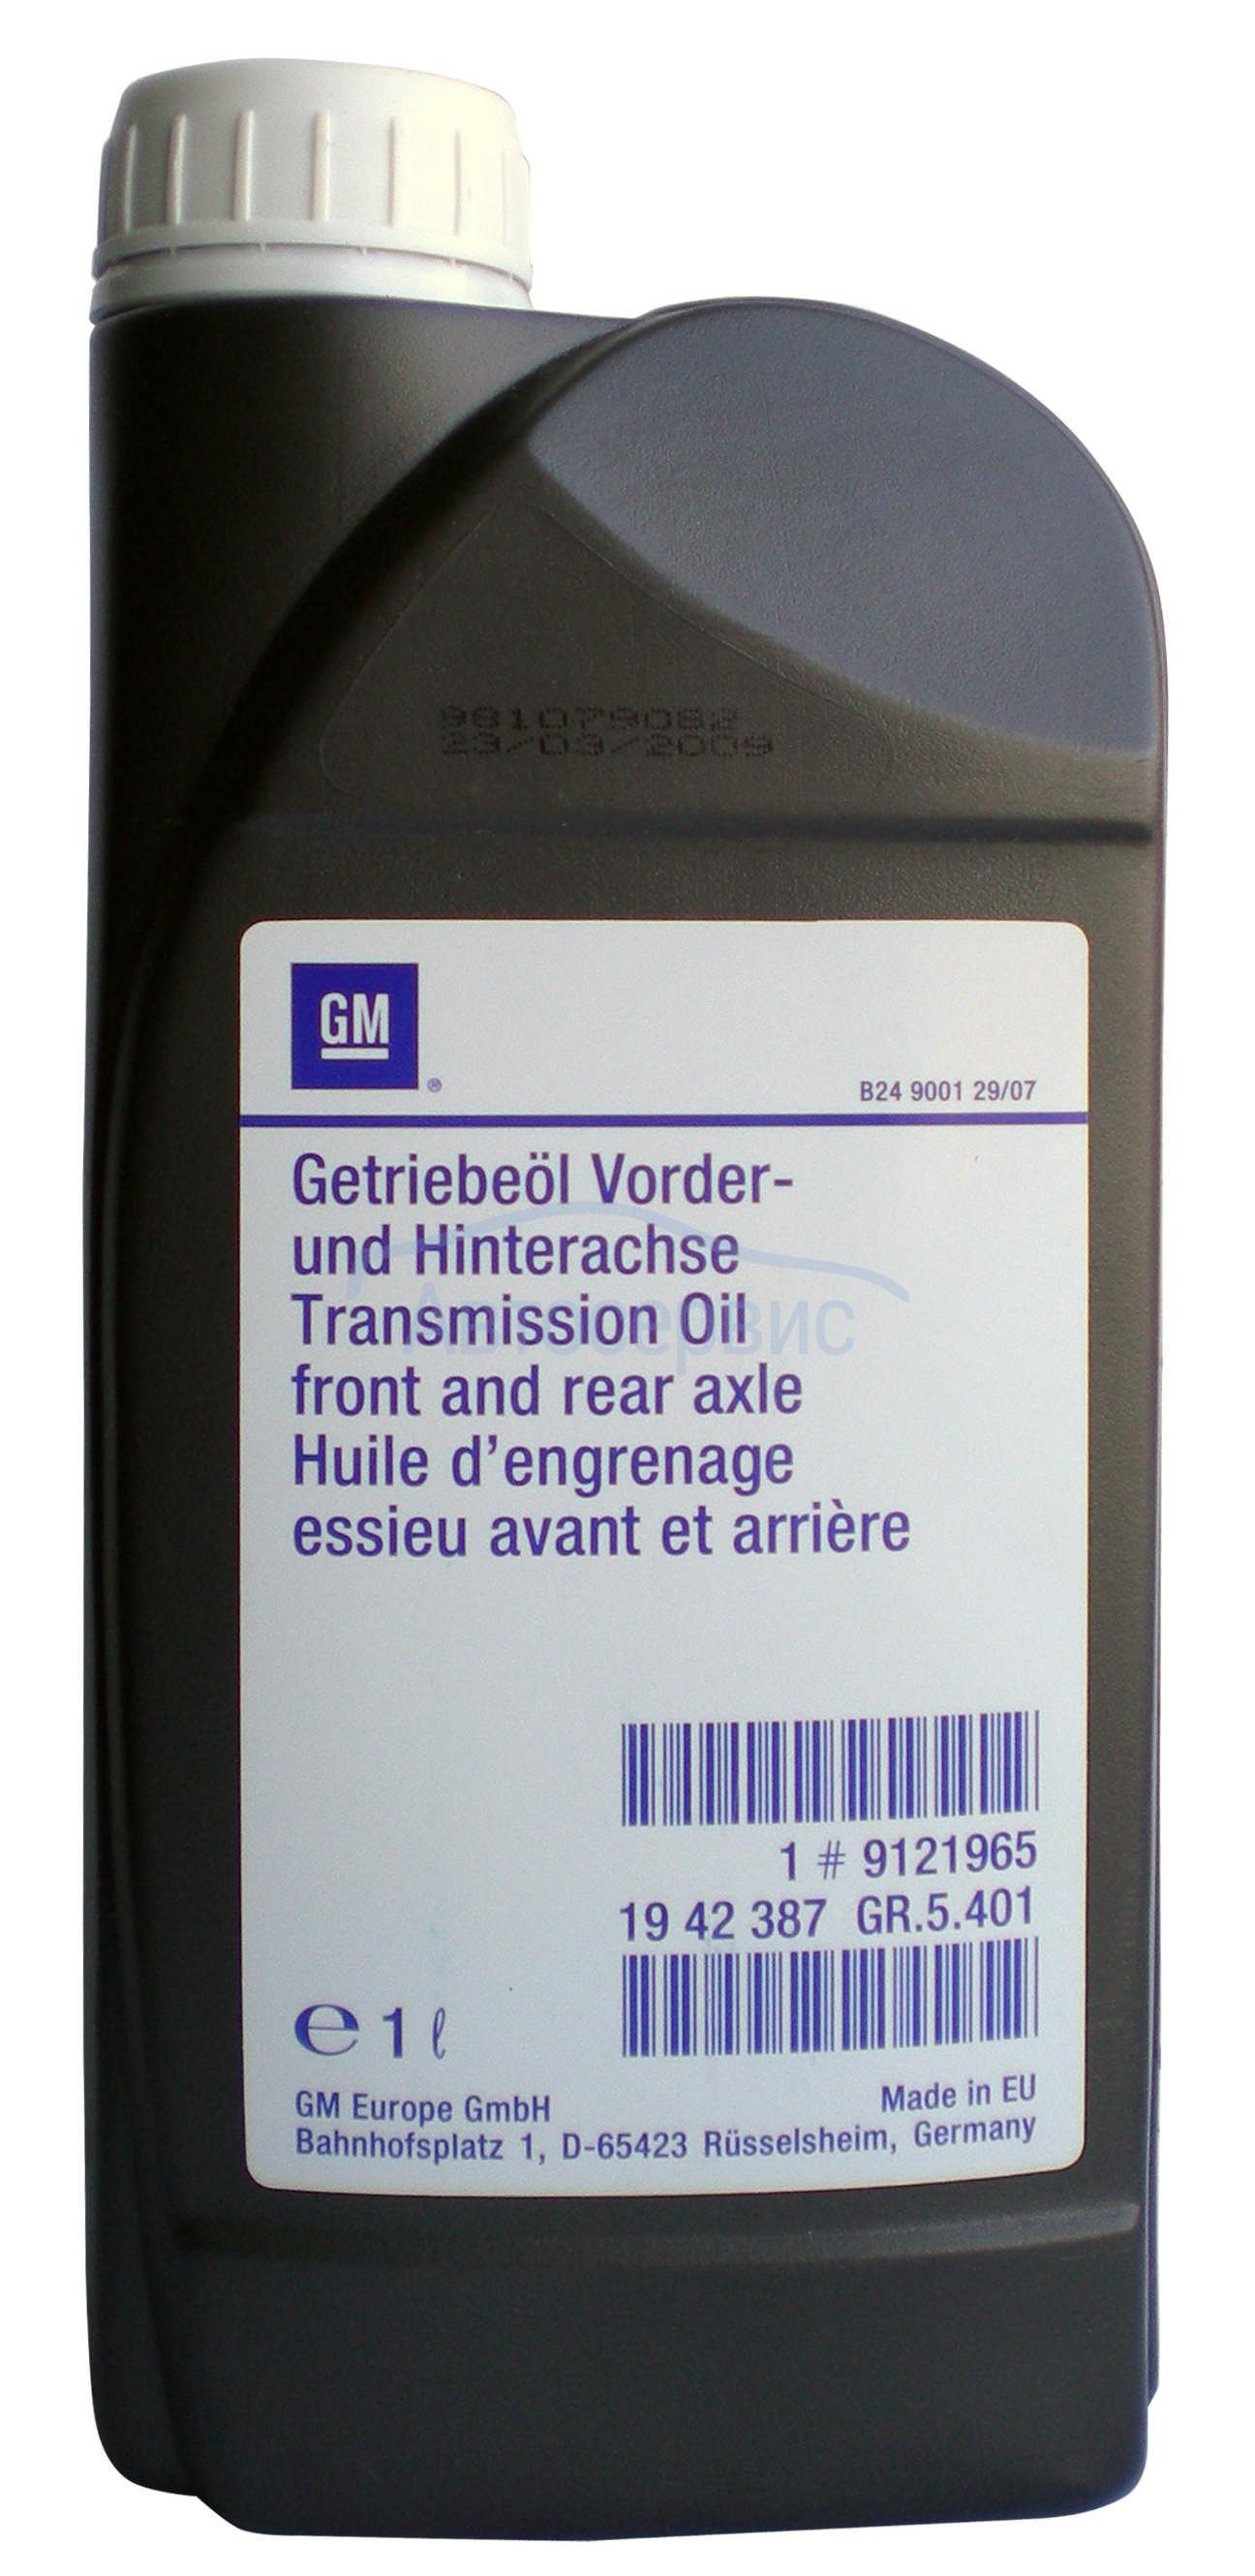 981079082
23/03/2009
GM
®
B24 9001 29/07
Getriebeöl Vorder-
und Hinterachse
Transmission Oil
front and rear axle
Huile d'engrenage
essieu avant et arrière
Автосервис
1 # 9121965
19 42 387 GR.5.401
e 1 ℓ
GM Europe GmbH
Made in EU
Bahnhofsplatz 1, D-65423 Rüsselsheim, Germany